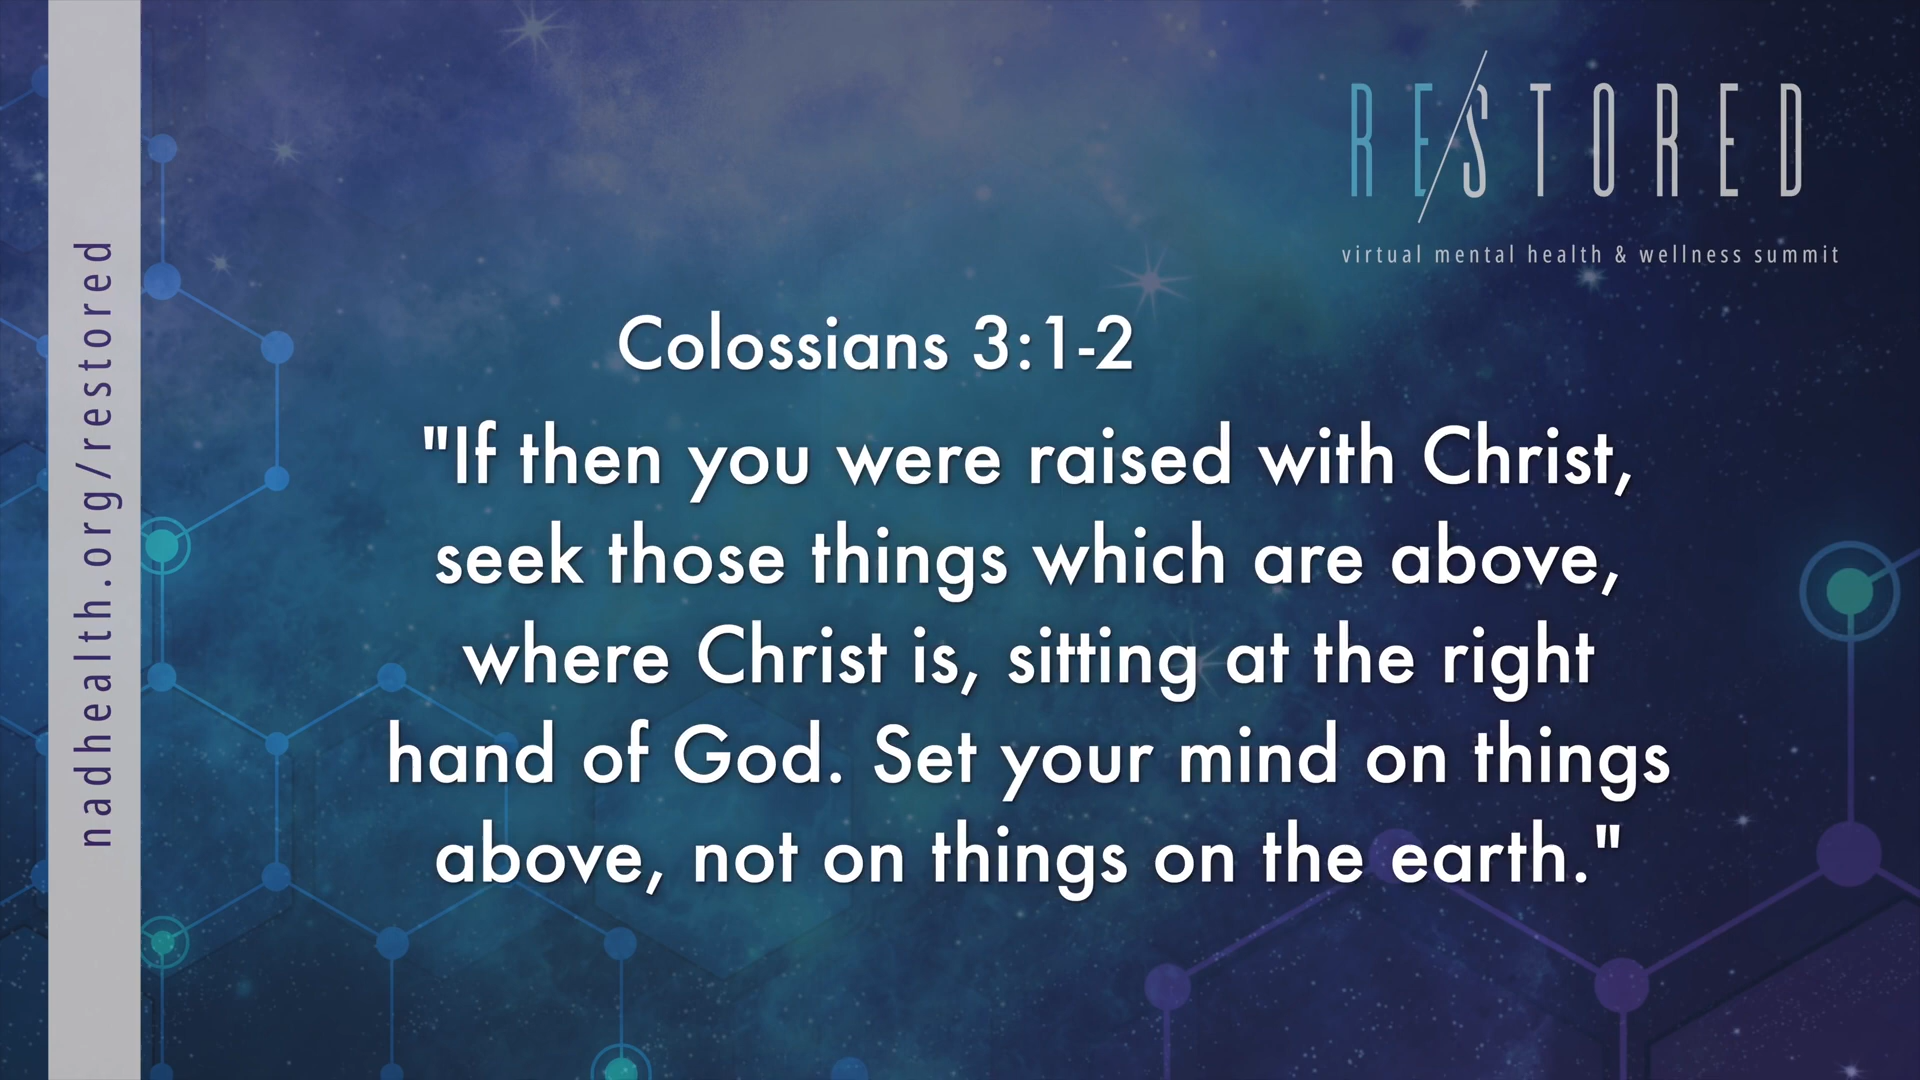 nadhealth.org/restored
RESTORED
virtual mental health & wellness summit
Colossians 3:1-2
"If then you were raised with Christ,
seek those things which are above,
where Christ is, sitting at the right
hand of God. Set your mind on things
above, not on things on the earth."